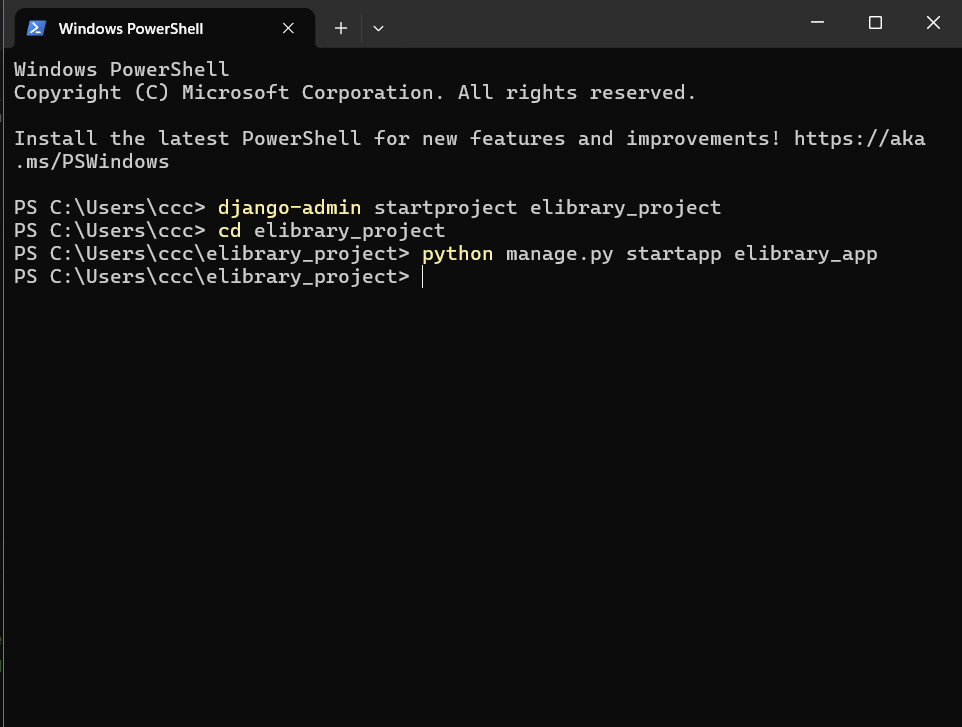 Windows PowerShell
Windows PowerShell
Copyright (C) Microsoft Corporation. All rights reserved.
Install the latest PowerShell for new features and improvements! https://aka
.ms/PSWindows
PS C:\Users\ccc> django-admin startproject elibrary_project
PS C:\Users\ccc> cd elibrary_project
PS C:\Users\ccc\elibrary_project> python manage.py startapp elibrary_app
PS C:\Users\ccc\elibrary_project>